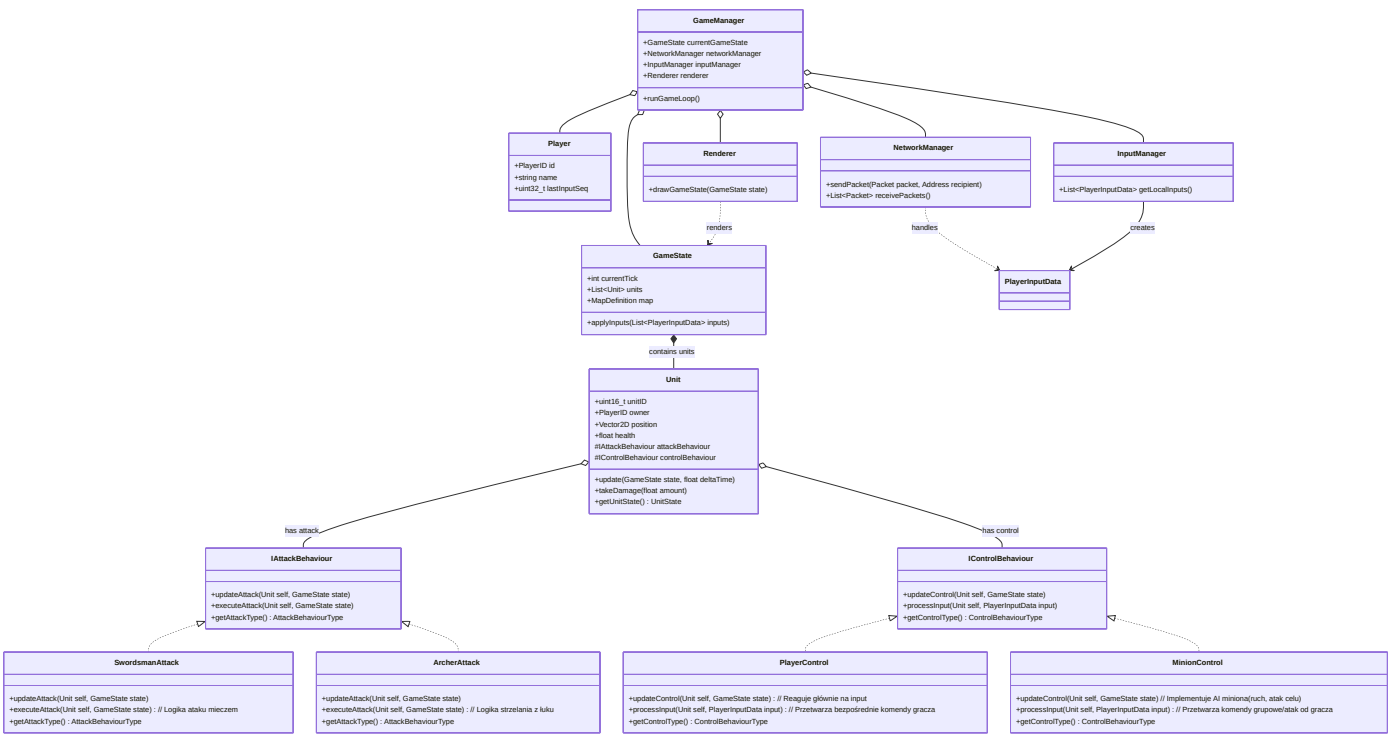 GameManager
+GameState currentGameState
+NetworkManager networkManager
+InputManager inputManager
+Renderer renderer
+runGameLoop()
Player
+PlayerID id
+string name
+uint32_t lastInputSeq
Renderer
+drawGameState(GameState state)
NetworkManager
+sendPacket(Packet packet, Address recipient)
+List<Packet> receivePackets()
InputManager
+List<PlayerInputData> getLocalInputs()
renders
handles
creates
GameState
+int currentTick
+List<Unit> units
+MapDefinition map
+applyInputs(List<PlayerInputData> inputs)
PlayerInputData
contains units
Unit
+uint16_t unitID
+PlayerID owner
+Vector2D position
+float health
#IAttackBehaviour attackBehaviour
#IControlBehaviour controlBehaviour
+update(GameState state, float deltaTime)
+takeDamage(float amount)
+getUnitState() : UnitState
has attack
has control
IAttackBehaviour
+updateAttack(Unit self, GameState state)
+executeAttack(Unit self, GameState state)
+getAttackType() : AttackBehaviourType
IControlBehaviour
+updateControl(Unit self, GameState state)
+processInput(Unit self, PlayerInputData input)
+getControlType() : ControlBehaviourType
SwordsmanAttack
+updateAttack(Unit self, GameState state)
+executeAttack(Unit self, GameState state) : // Logika ataku mieczem
+getAttackType() : AttackBehaviourType
ArcherAttack
+updateAttack(Unit self, GameState state)
+executeAttack(Unit self, GameState state) : // Logika strzelania z łuku
+getAttackType() : AttackBehaviourType
PlayerControl
+updateControl(Unit self, GameState state) : // Reaguje głównie na input
+processInput(Unit self, PlayerInputData input) : // Przetwarza bezpośrednie komendy gracza
+getControlType() : ControlBehaviourType
MinionControl
+updateControl(Unit self, GameState state) // Implementuje AI miniona(ruch, atak celu)
+processInput(Unit self, PlayerInputData input) : // Przetwarza komendy grupowe/atak od gracza
+getControlType() : ControlBehaviourType